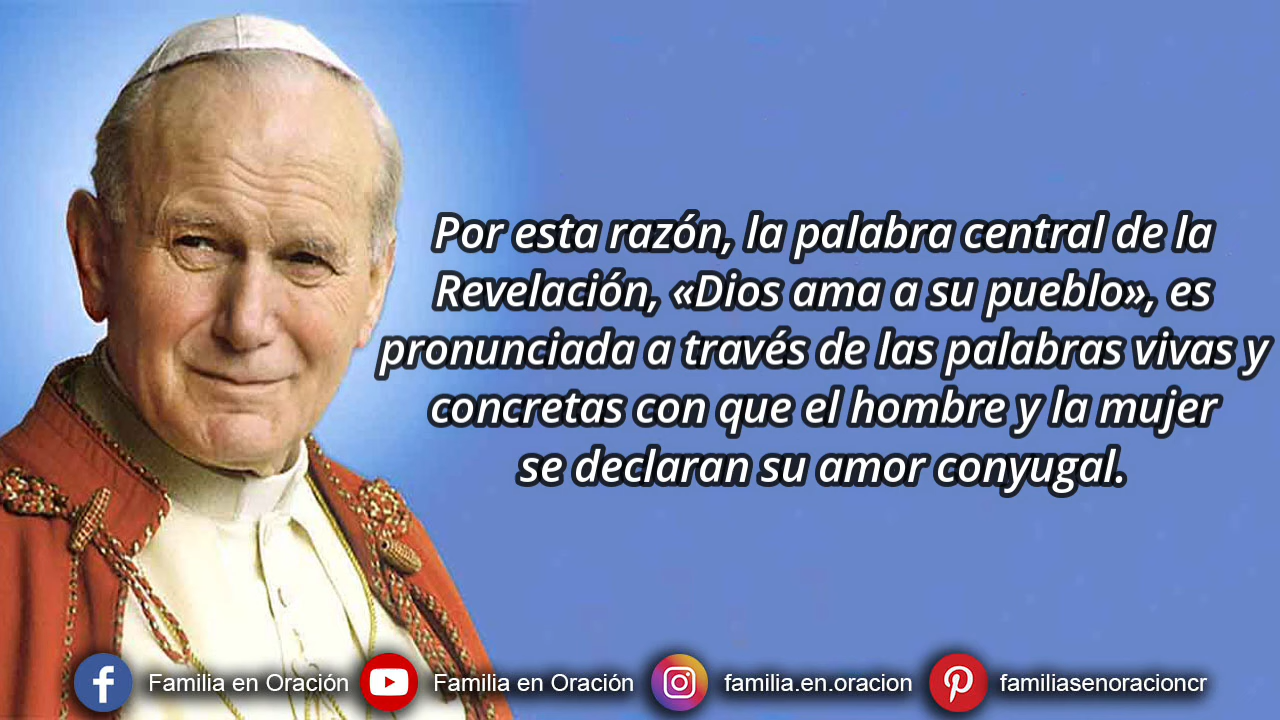 Por esta razón, la palabra central de la
Revelación, «Dios ama a su pueblo», es
pronunciada a través de las palabras vivas y
concretas con que el hombre y la mujer
se declaran su amor conyugal.
Familia en Oración
Familia en Oración
familia.en.oracion
familiasenoracioncr